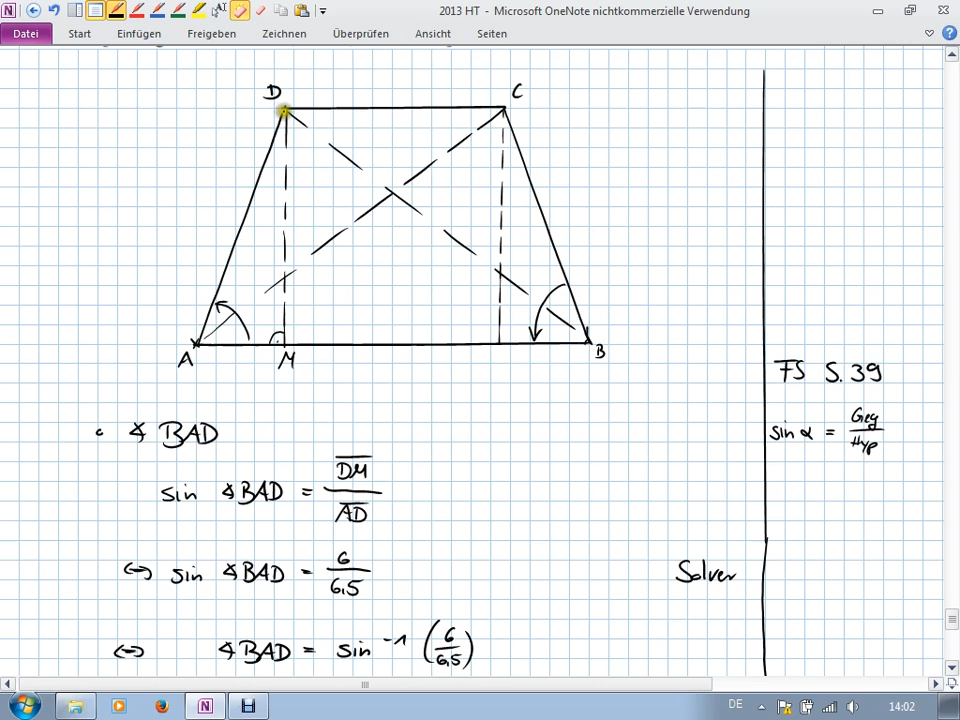 2013 HT - Microsoft OneNote nichtkommerzielle Verwendung
Datei Start Einfügen Freigeben Zeichnen Überprüfen Ansicht Seiten
D C
A M B
FS S. 39
sin α = Geg / Hyp
∢ BAD
sin ∢BAD = DM / AD
⇔ sin ∢BAD = 6 / 6,5
Solver
⇔ ∢BAD = sin⁻¹ (6 / 6,5)
DE 14:02